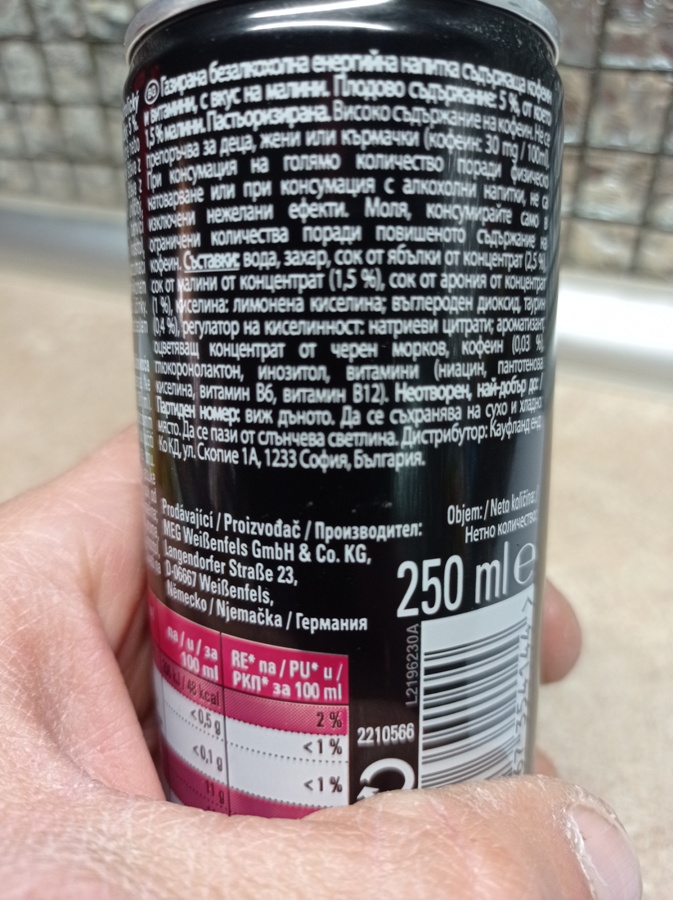 BG Газирана безалкохолна енергийна напитка съдържаща кофеин
и витамини, с вкус на малини. Плодово съдържание: 5 %, от което
1,5 % малини. Пастьоризирана. Високо съдържание на кофеин. Не се
препоръчва за деца, жени или кърмачки (кофеин: 30 mg / 100ml).
При консумация на голямо количество поради физическо
натоварване или при консумация с алкохолни напитки, не са
изключени нежелани ефекти. Моля, консумирайте само в
ограничени количества поради повишеното съдържание на
кофеин. Съставки: вода, захар, сок от ябълки от концентрат (2,5 %),
сок от малини от концентрат (1,5 %), сок от арония от концентрат
(1 %), киселина: лимонена киселина; въглероден диоксид, таурин
(0,4 %), регулатор на киселинност: натриеви цитрати; ароматизант,
оцветяващ концентрат от черен морков, кофеин (0,03 %),
глюкоронолактон, инозитол, витамини (ниацин, пантотенова
киселина, витамин B6, витамин B12). Неотворен, най-добър до: /
Партиден номер: виж дъното. Да се съхранява на сухо и хладно
място. Да се пази от слънчева светлина. Дистрибутор: Кауфланд енд
Ко КД, ул. Скопие 1А, 1233 София, България.
Prodávající / Proizvođač / Производител:
MEG Weißenfels GmbH & Co. KG,
Langendorfer Straße 23,
D-06667 Weißenfels,
Německo / Njemačka / Германия
Objem: / Neto količina: /
Нетно количество:
250 ml e
L2196230A
2210566
na / u / за
100 ml
RE* na / PU* u /
РКП* за 100 ml
48 kcal
2 %
<0,5 g
<1 %
<0,1 g
<1 %
11 g